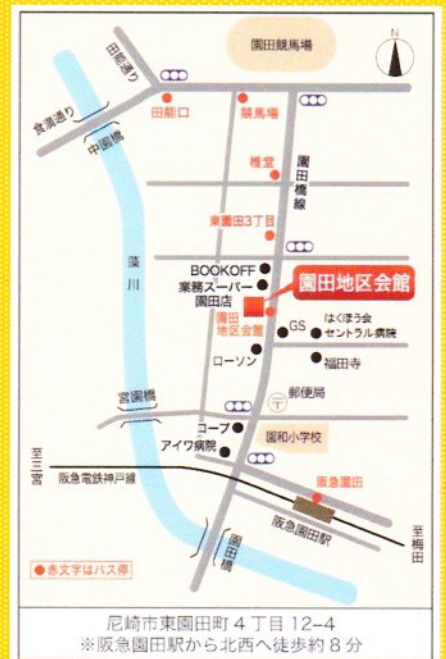 園田競馬場
N
田能通り
食満通り
田能口
競馬場
中園橋
椎堂
園田橋線
東園田3丁目
藻川
BOOKOFF
業務スーパー
園田店
園田地区会館
園田
地区会館
GS
はくほう会
セントラル病院
ローソン
福田寺
宮園橋
〒
郵便局
コープ
園和小学校
アイワ病院
至三宮
阪急電鉄神戸線
阪急園田
阪急園田駅
至梅田
園田橋
●赤文字はバス停
尼崎市東園田町4丁目12-4
※阪急園田駅から北西へ徒歩約8分